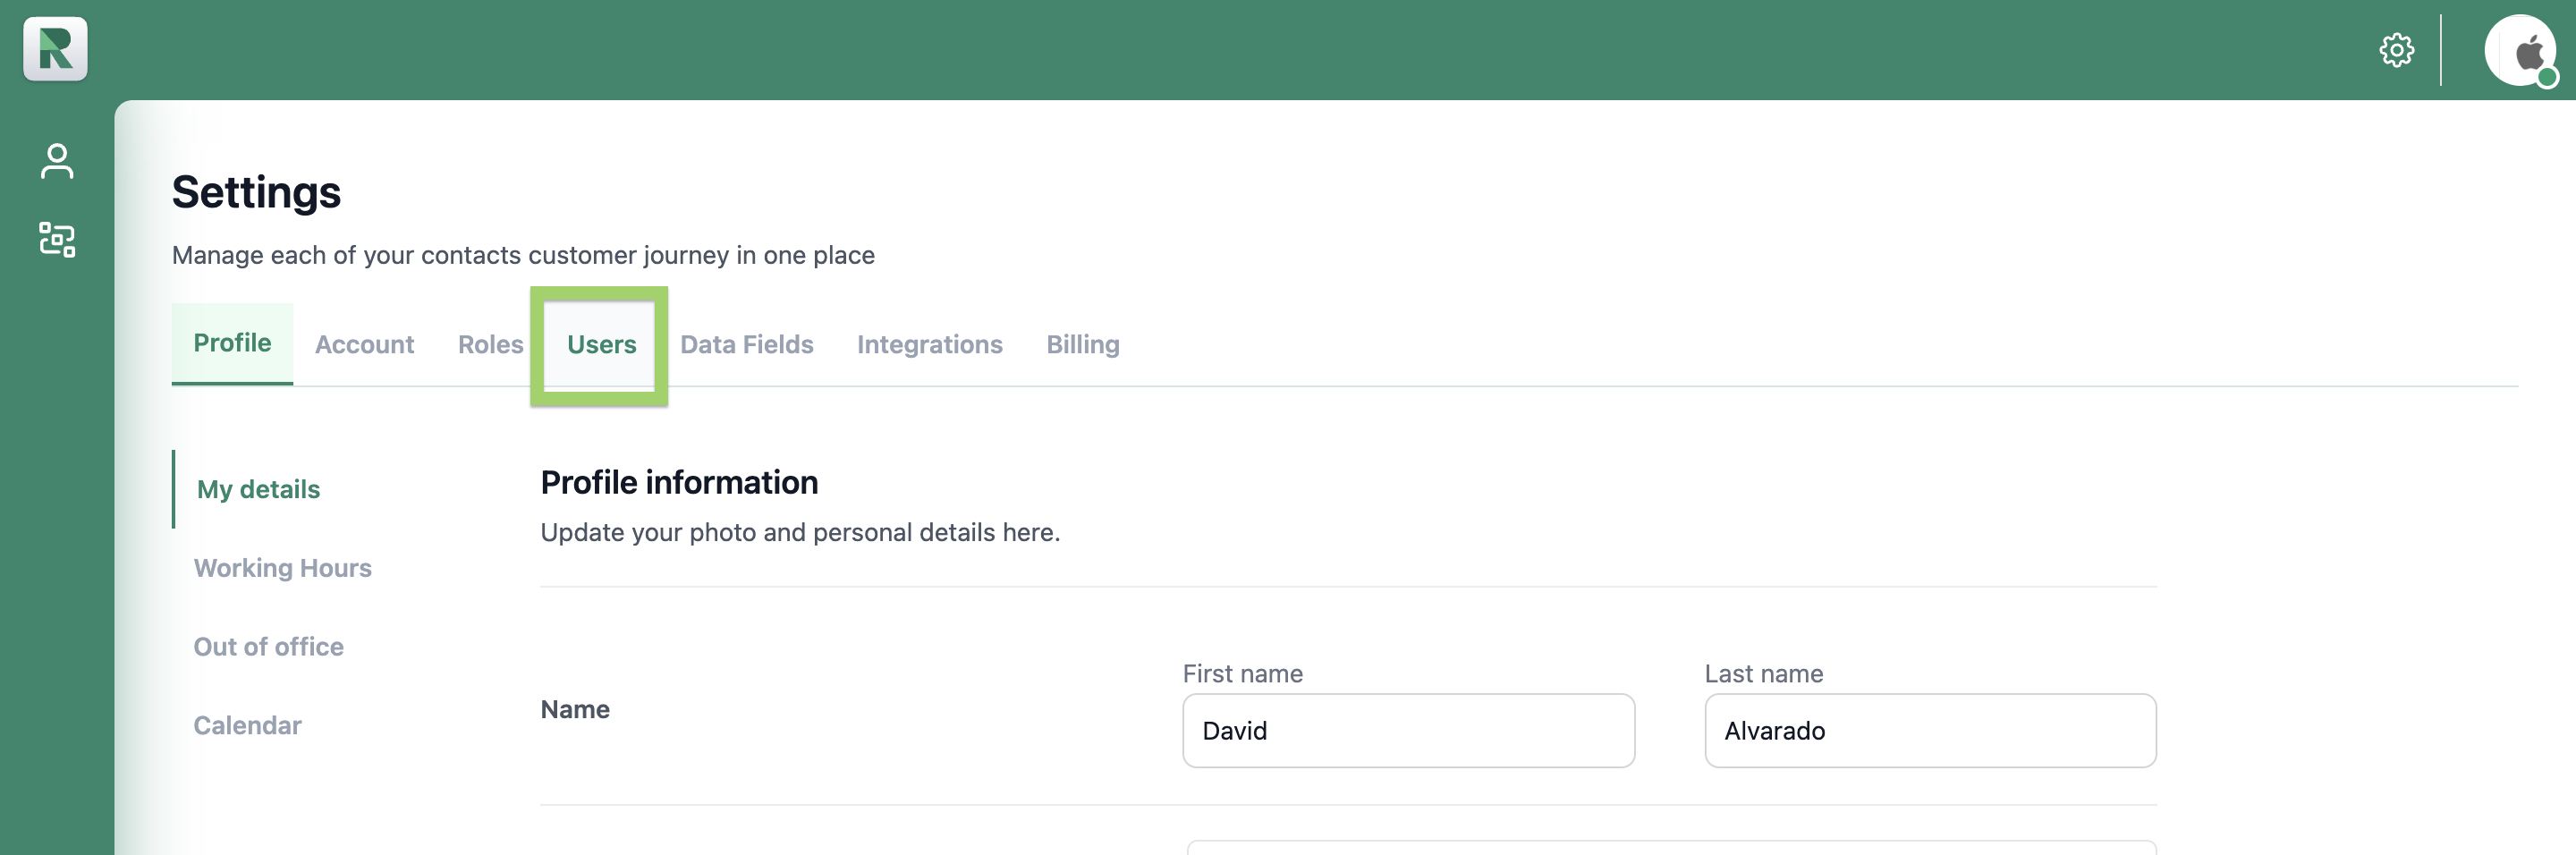 R
Settings
Manage each of your contacts customer journey in one place
Profile Account Roles Users Data Fields Integrations Billing
My details
Working Hours
Out of office
Calendar
Profile information
Update your photo and personal details here.
Name
First name
David
Last name
Alvarado